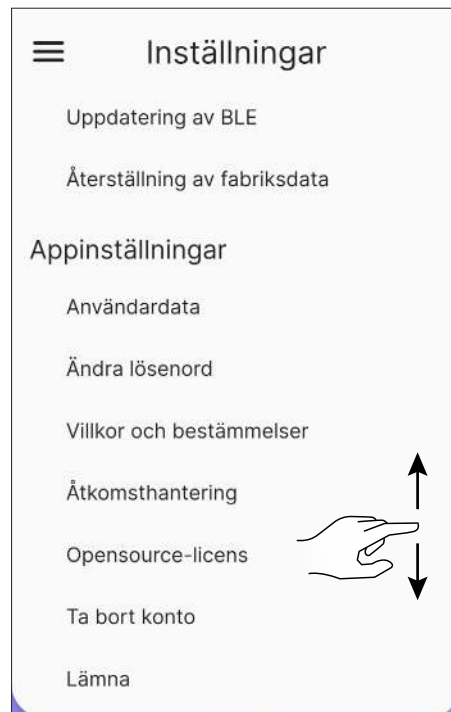 Inställningar
Uppdatering av BLE
Återställning av fabriksdata
Appinställningar
Användardata
Ändra lösenord
Villkor och bestämmelser
Åtkomsthantering
Opensource-licens
Ta bort konto
Lämna